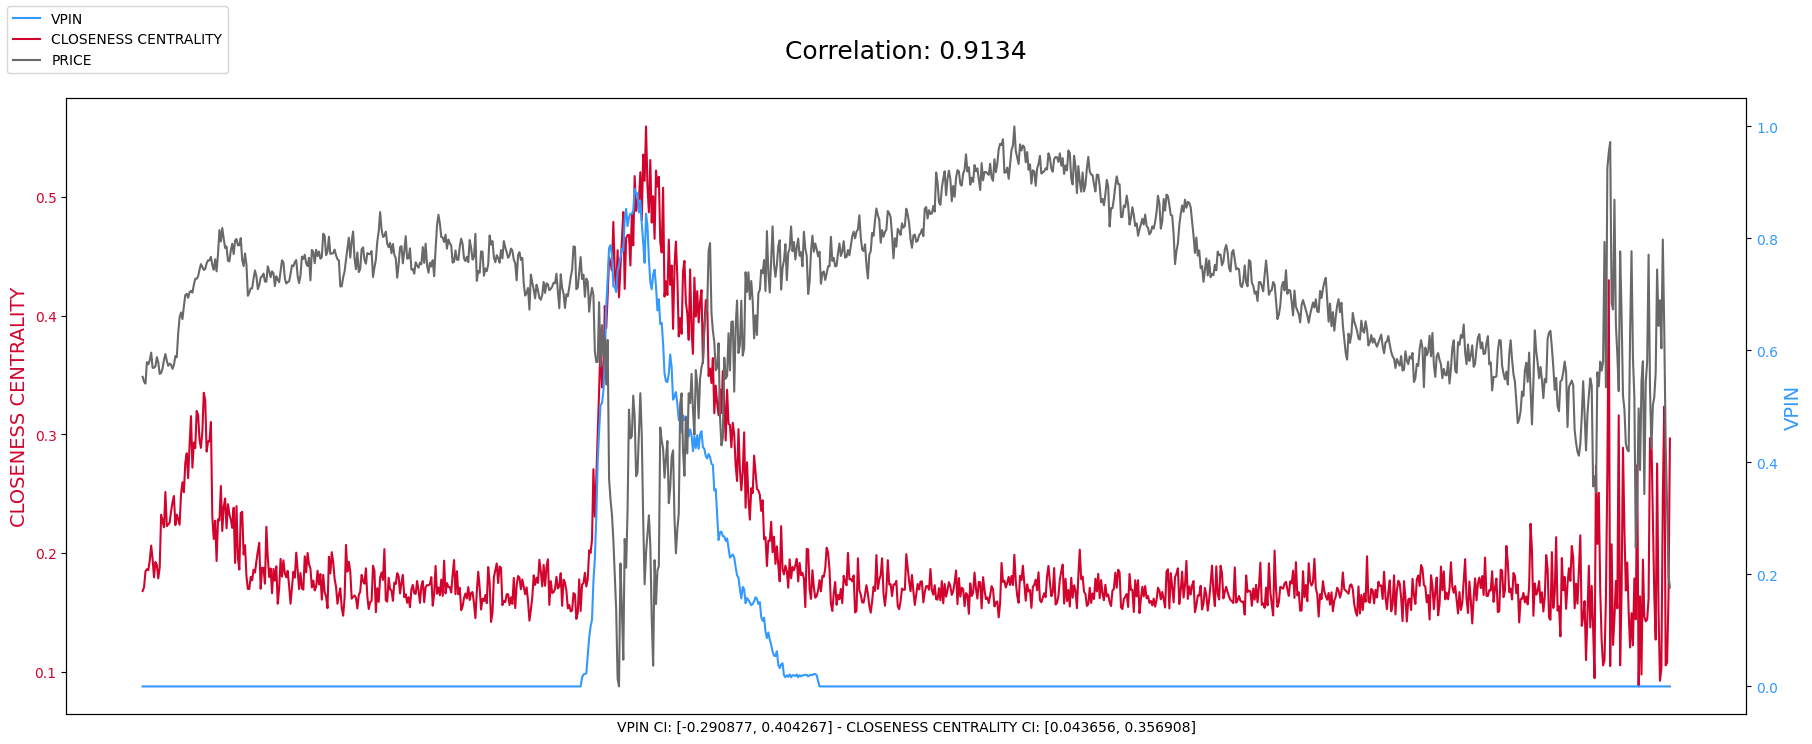 VPIN
CLOSENESS CENTRALITY
PRICE
Correlation: 0.9134
CLOSENESS CENTRALITY
0.5
0.4
0.3
0.2
0.1
1.0
0.8
0.6
0.4
0.2
0.0
VPIN
VPIN CI: [-0.290877, 0.404267] - CLOSENESS CENTRALITY CI: [0.043656, 0.356908]